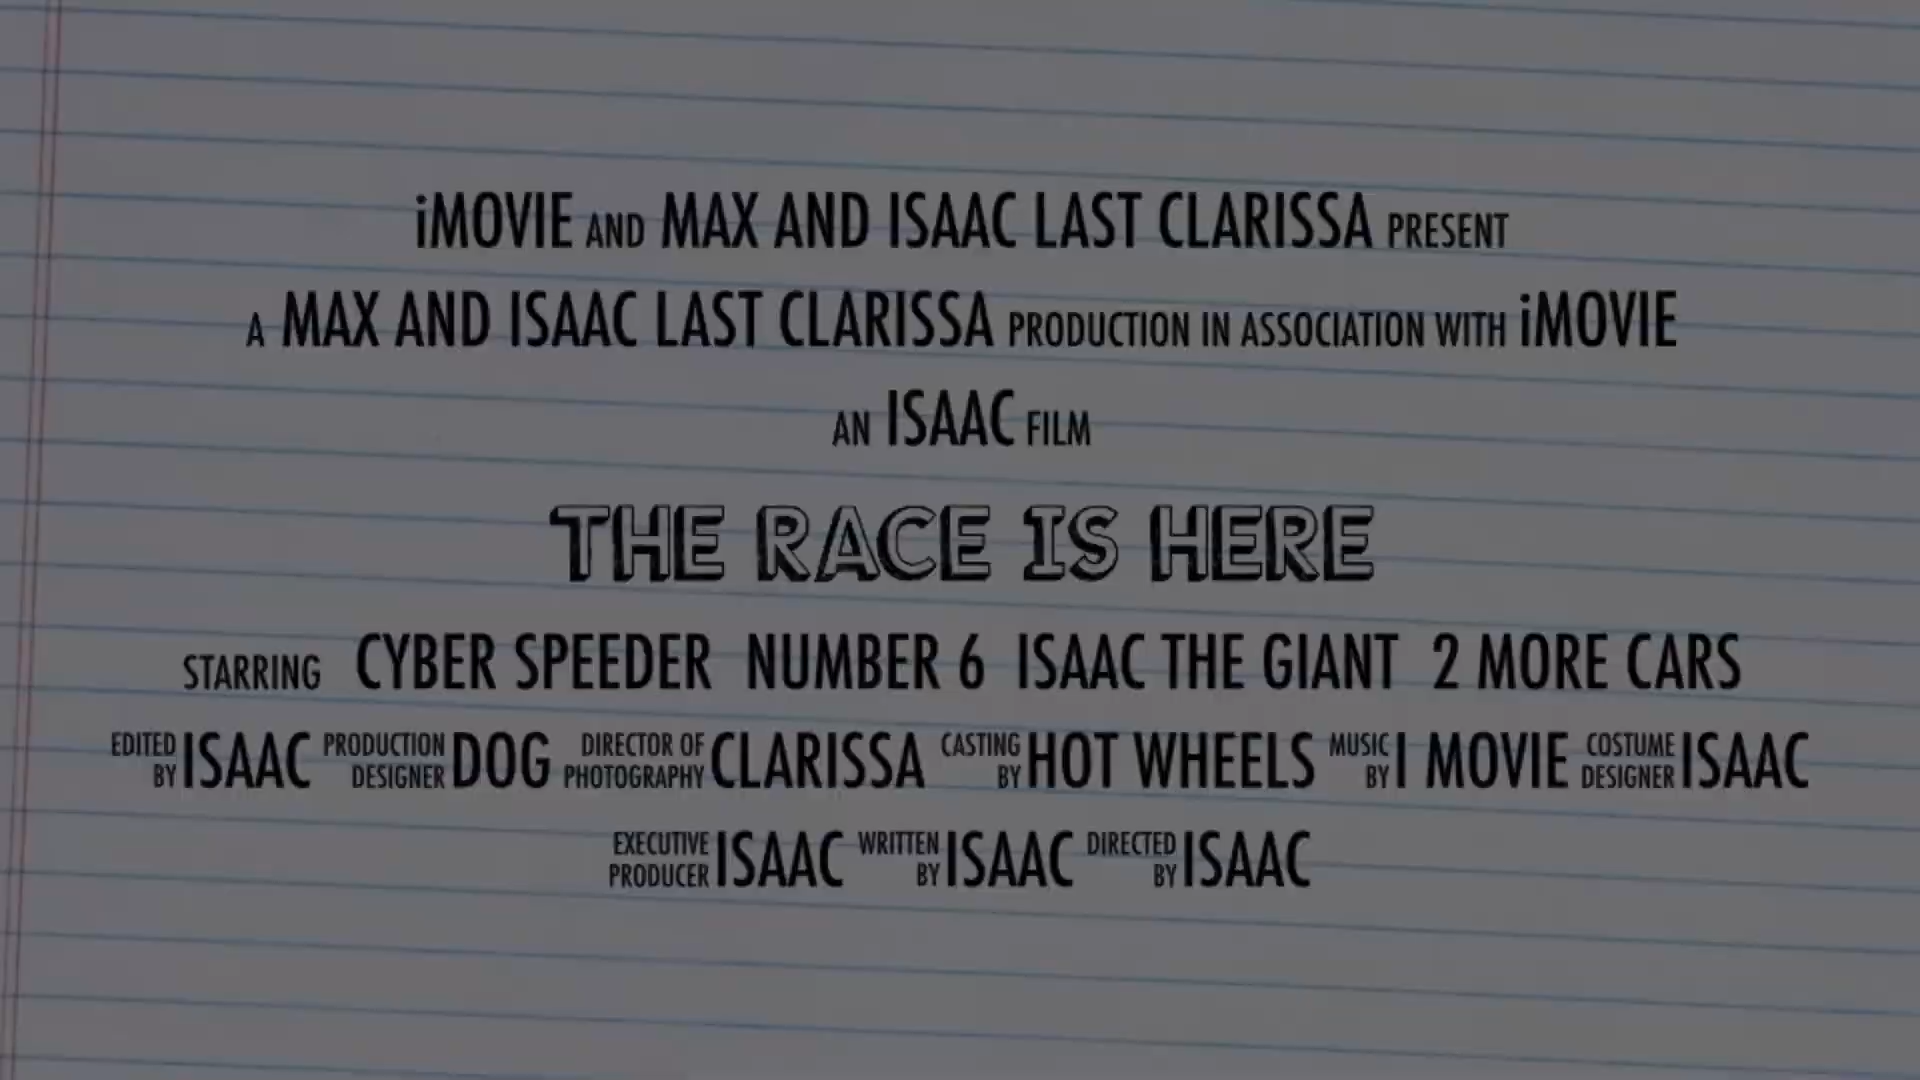 iMOVIE AND MAX AND ISAAC LAST CLARISSA PRESENT
A MAX AND ISAAC LAST CLARISSA PRODUCTION IN ASSOCIATION WITH iMOVIE
AN ISAAC FILM
THE RACE IS HERE
STARRING CYBER SPEEDER NUMBER 6 ISAAC THE GIANT 2 MORE CARS
EDITED BY ISAAC PRODUCTION DESIGNER DOG DIRECTOR OF PHOTOGRAPHY CLARISSA CASTING BY HOT WHEELS MUSIC BY I MOVIE COSTUME DESIGNER ISAAC
EXECUTIVE PRODUCER ISAAC WRITTEN BY ISAAC DIRECTED BY ISAAC